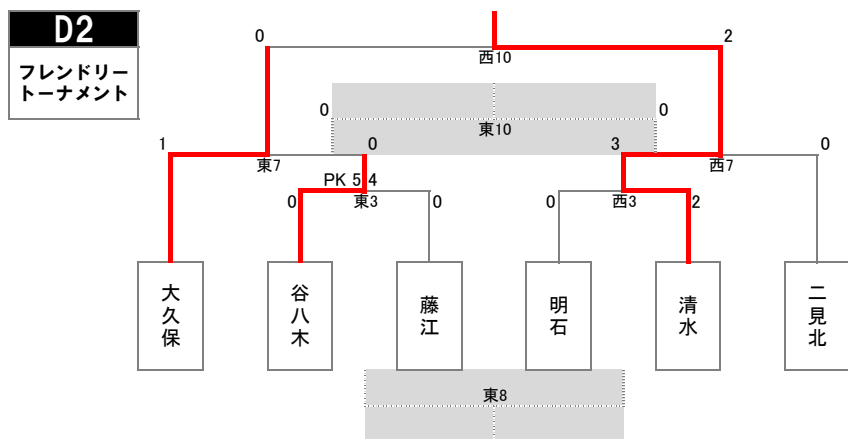 D2
フレンドリー
トーナメント
0
2
西10
0
0
東10
1
0
3
0
東7
西7
PK 5 4
0
東3
0
0
西3
2
大久保
谷八木
藤江
明石
清水
二見北
東8